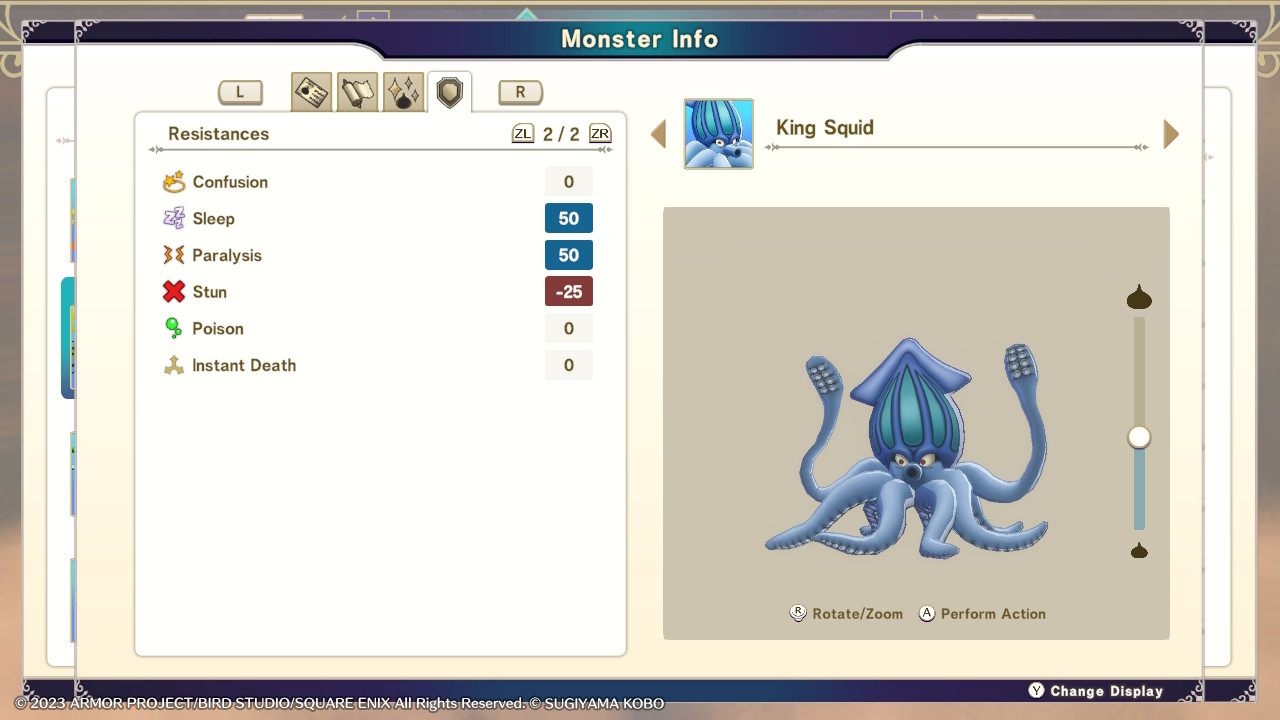 Monster Info
L
R
Resistances
ZL 2 / 2 ZR
Confusion 0
Sleep 50
Paralysis 50
Stun -25
Poison 0
Instant Death 0
King Squid
R Rotate/Zoom A Perform Action
Y Change Display
© 2023 ARMOR PROJECT/BIRD STUDIO/SQUARE ENIX All Rights Reserved. © SUGIYAMA KOBO